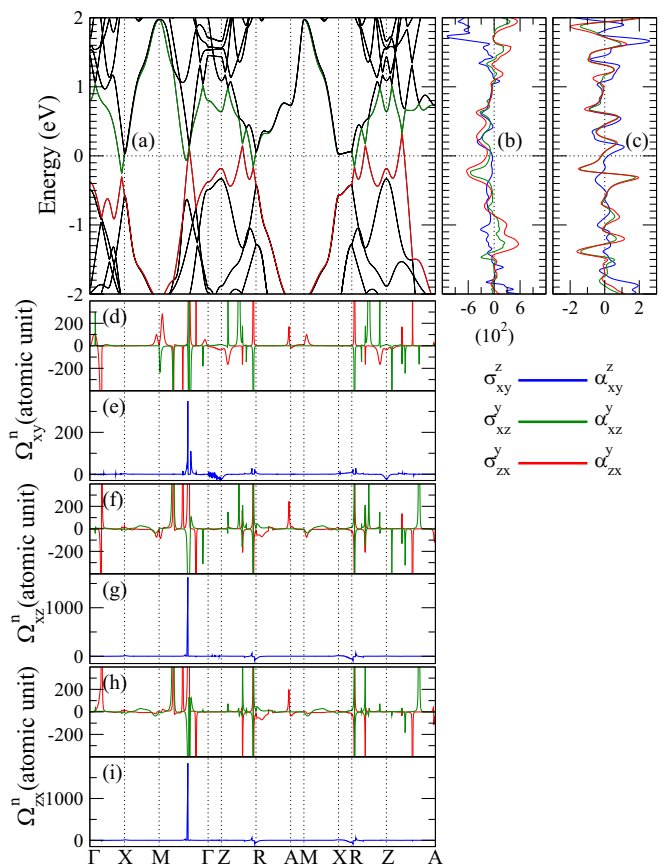 2
1
0
-1
-2
Energy (eV)
(a)
(b)
(c)
-6 0 6
(10²)
-2 0 2
σ^z_xy α^z_xy
σ^y_xz α^y_xz
σ^y_zx α^y_zx
200
0
-200
(d)
Ω^n_xy (atomic unit)
200
0
(e)
200
0
-200
(f)
Ω^n_xz (atomic unit)
1000
0
(g)
200
0
-200
(h)
Ω^n_zx (atomic unit)
1000
0
(i)
Γ X M Γ Z R A M X R Z A